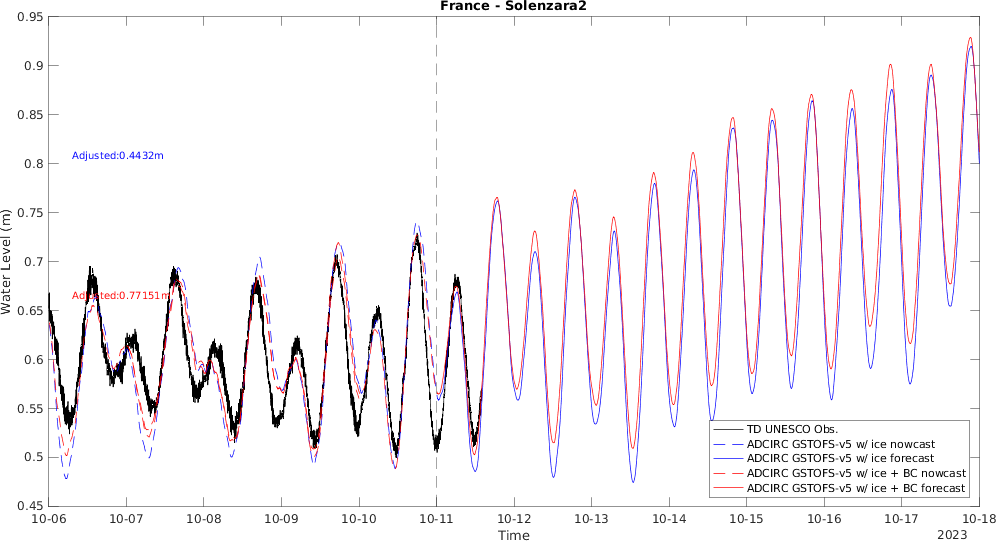 France - Solenzara2
0.95
0.9
0.85
0.8
0.75
0.7
0.65
0.6
0.55
0.5
0.45
Water Level (m)
Adjusted:0.4432m
Adjusted:0.77151m
TD UNESCO Obs.
ADCIRC GSTOFS-v5 w/ ice nowcast
ADCIRC GSTOFS-v5 w/ ice forecast
ADCIRC GSTOFS-v5 w/ ice + BC nowcast
ADCIRC GSTOFS-v5 w/ ice + BC forecast
10-06 10-07 10-08 10-09 10-10 10-11 10-12 10-13 10-14 10-15 10-16 10-17 10-18
Time
2023